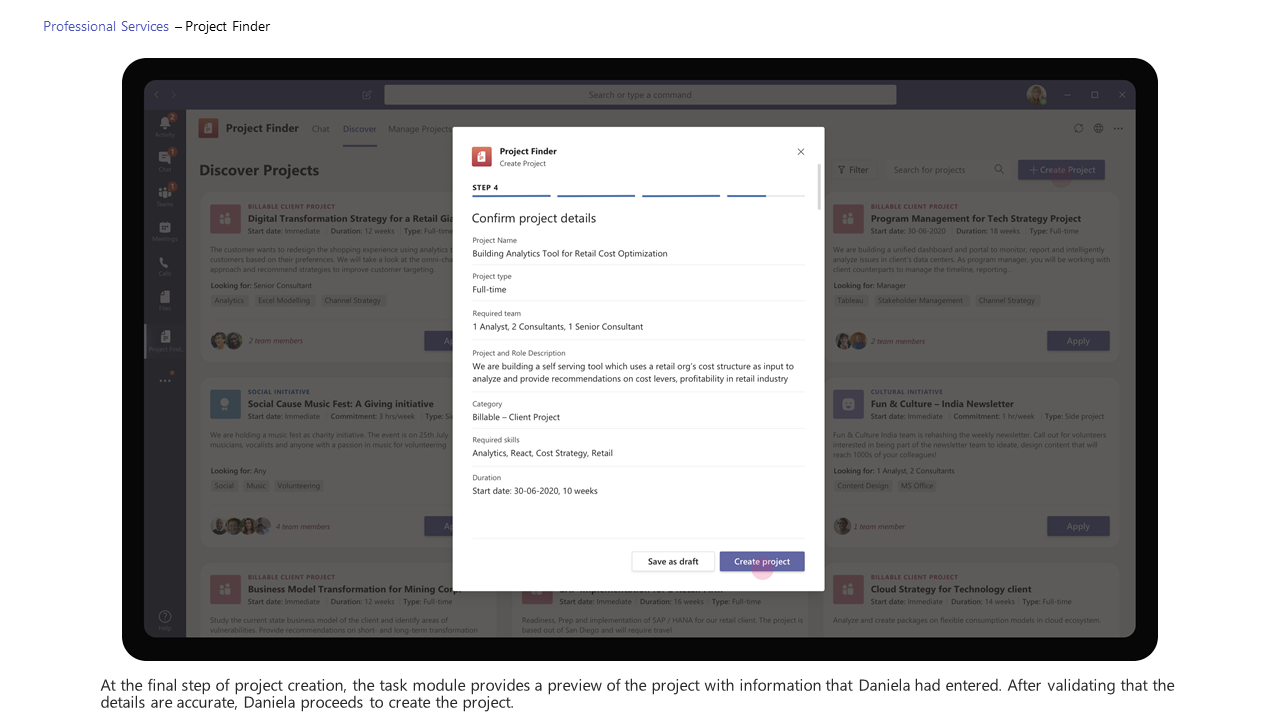 Professional Services – Project Finder
Search or type a command
Activity
2
Chat
1
Teams
1
Meetings
Calls
Files
Project Find
Help
Project Finder
Chat
Discover
Manage Projects
Discover Projects
Filter
Search for projects
+ Create Project
BILLABLE CLIENT PROJECT
Digital Transformation Strategy for a Retail Gia
Start date: Immediate Duration: 12 weeks Type: Full-time
The customer wants to redesign the shopping experience using analytics
customers based on their preferences. We will take a look at the omni-cha
approach and recommend strategies to improve customer targeting.
Looking for: Senior Consultant
Analytics
Excel Modelling
Channel Strategy
2 team members
Ap
BILLABLE CLIENT PROJECT
Program Management for Tech Strategy Project
Start date: 30-06-2020 Duration: 18 weeks Type: Full-time
We are building a unified dashboard and portal to monitor, report and intelligently
analyze issues in client's data centers. As program manager, you will be working with
client counterparts to manage the timeline, reporting...
Looking for: Manager
Tableau
Stakeholder Management
Channel Strategy
2 team members
Apply
SOCIAL INITIATIVE
Social Cause Music Fest: A Giving initiative
Start date: Immediate Commitment: 3 hrs/week Type: Si
We are holding a music fest as charity initiative. The event is on 25th July.
musicians, vocalists and anyone with a passion in music for volunteering
Looking for: Any
Social
Music
Volunteering
4 team members
Ap
CULTURAL INITIATIVE
Fun & Culture – India Newsletter
Start date: Immediate Commitment: 1 hr/week Type: Side project
Fun & Culture India team is rehashing the weekly newsletter. Call out for volunteers
interested in being part of the newsletter team to ideate, design content that will
reach 1000s of your colleagues!
Looking for: 1 Analyst, 2 Consultants
Content Design
MS Office
1 team member
Apply
BILLABLE CLIENT PROJECT
Business Model Transformation for Mining Corp
Start date: Immediate Duration: 12 weeks Type: Full-time
Study the current state business model of the client and identify areas of
vulnerabilities. Provide recommendations on short- and long-term transformation
Start date: Immediate Duration: 16 weeks Type: Full-time
Readiness, Prep and implementation of SAP / HANA for our retail client. The project is
based out of San Diego and will require travel
BILLABLE CLIENT PROJECT
Cloud Strategy for Technology client
Start date: Immediate Duration: 14 weeks Type: Full-time
Analyze and create packages on flexible consumption models in cloud ecosystem.
Project Finder
Create Project
STEP 4
Confirm project details
Project Name
Building Analytics Tool for Retail Cost Optimization
Project type
Full-time
Required team
1 Analyst, 2 Consultants, 1 Senior Consultant
Project and Role Description
We are building a self serving tool which uses a retail org's cost structure as input to
analyze and provide recommendations on cost levers, profitability in retail industry
Category
Billable – Client Project
Required skills
Analytics, React, Cost Strategy, Retail
Duration
Start date: 30-06-2020, 10 weeks
Save as draft
Create project
At the final step of project creation, the task module provides a preview of the project with information that Daniela had entered. After validating that the
details are accurate, Daniela proceeds to create the project.